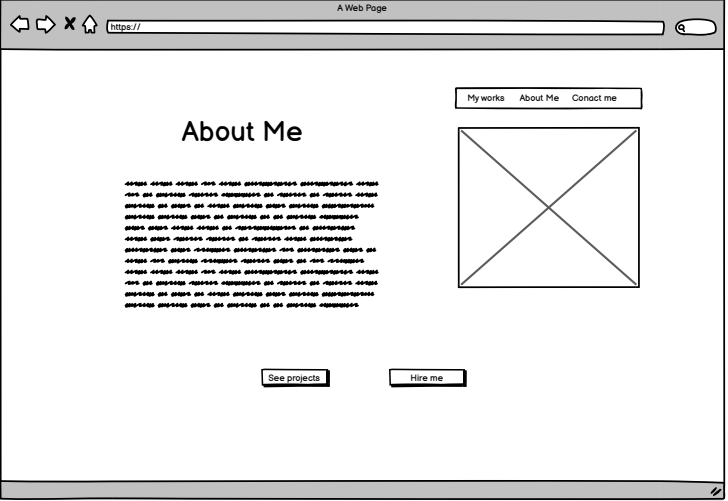 A Web Page
https://
My works About Me Conact me
About Me
See projects Hire me